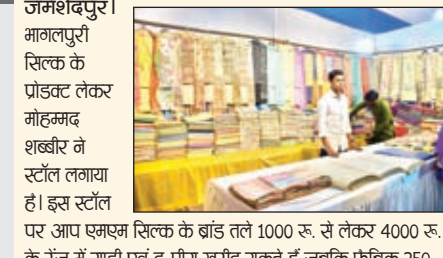 जमशेदपुर।
भागलपुरी
सिल्क के
प्रोडक्ट लेकर
मोहम्मद
शब्बीर ने
स्टॉल लगाया
है। इस स्टॉल
पर आप एमएम सिल्क के ब्रांड तले 1000 रू. से लेकर 4000 रू.